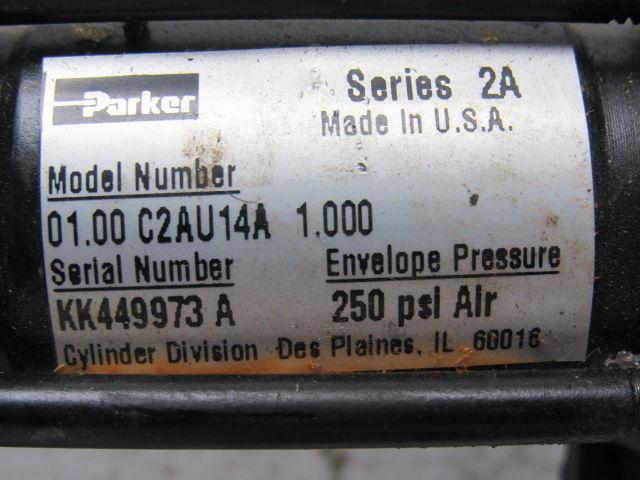 Parker
Series 2A
Made In U.S.A.
Model Number
01.00 C2AU14A 1.000
Serial Number
Envelope Pressure
KK449973 A
250 psi Air
Cylinder Division Des Plaines, IL 60016